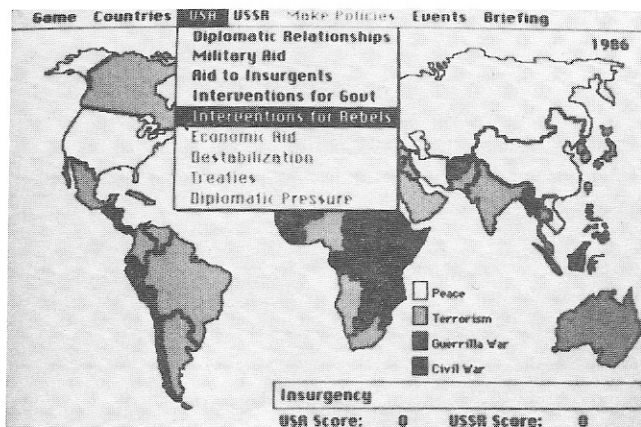 Game Countries USA USSR Make Policies Events Briefing
Diplomatic Relationships
Military Aid
Aid to Insurgents
Interventions for Govt
Interventions for Rebels
Economic Aid
Destabilization
Treaties
Diplomatic Pressure
1986
Peace
Terrorism
Guerrilla War
Civil War
Insurgency
USA Score: 0 USSR Score: 0